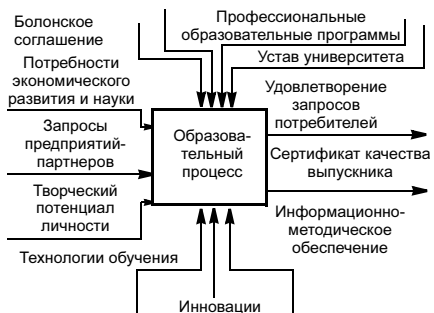 Болонское
соглашение
Профессиональные
образовательные программы
Устав университета
Потребности
экономического
развития и науки
Запросы
предприятий-
партнеров
Творческий
потенциал
личности
Образова-
тельный
процесс
Удовлетворение
запросов
потребителей
Сертификат качества
выпускника
Информационно-
методическое
обеспечение
Технологии обучения
Инновации